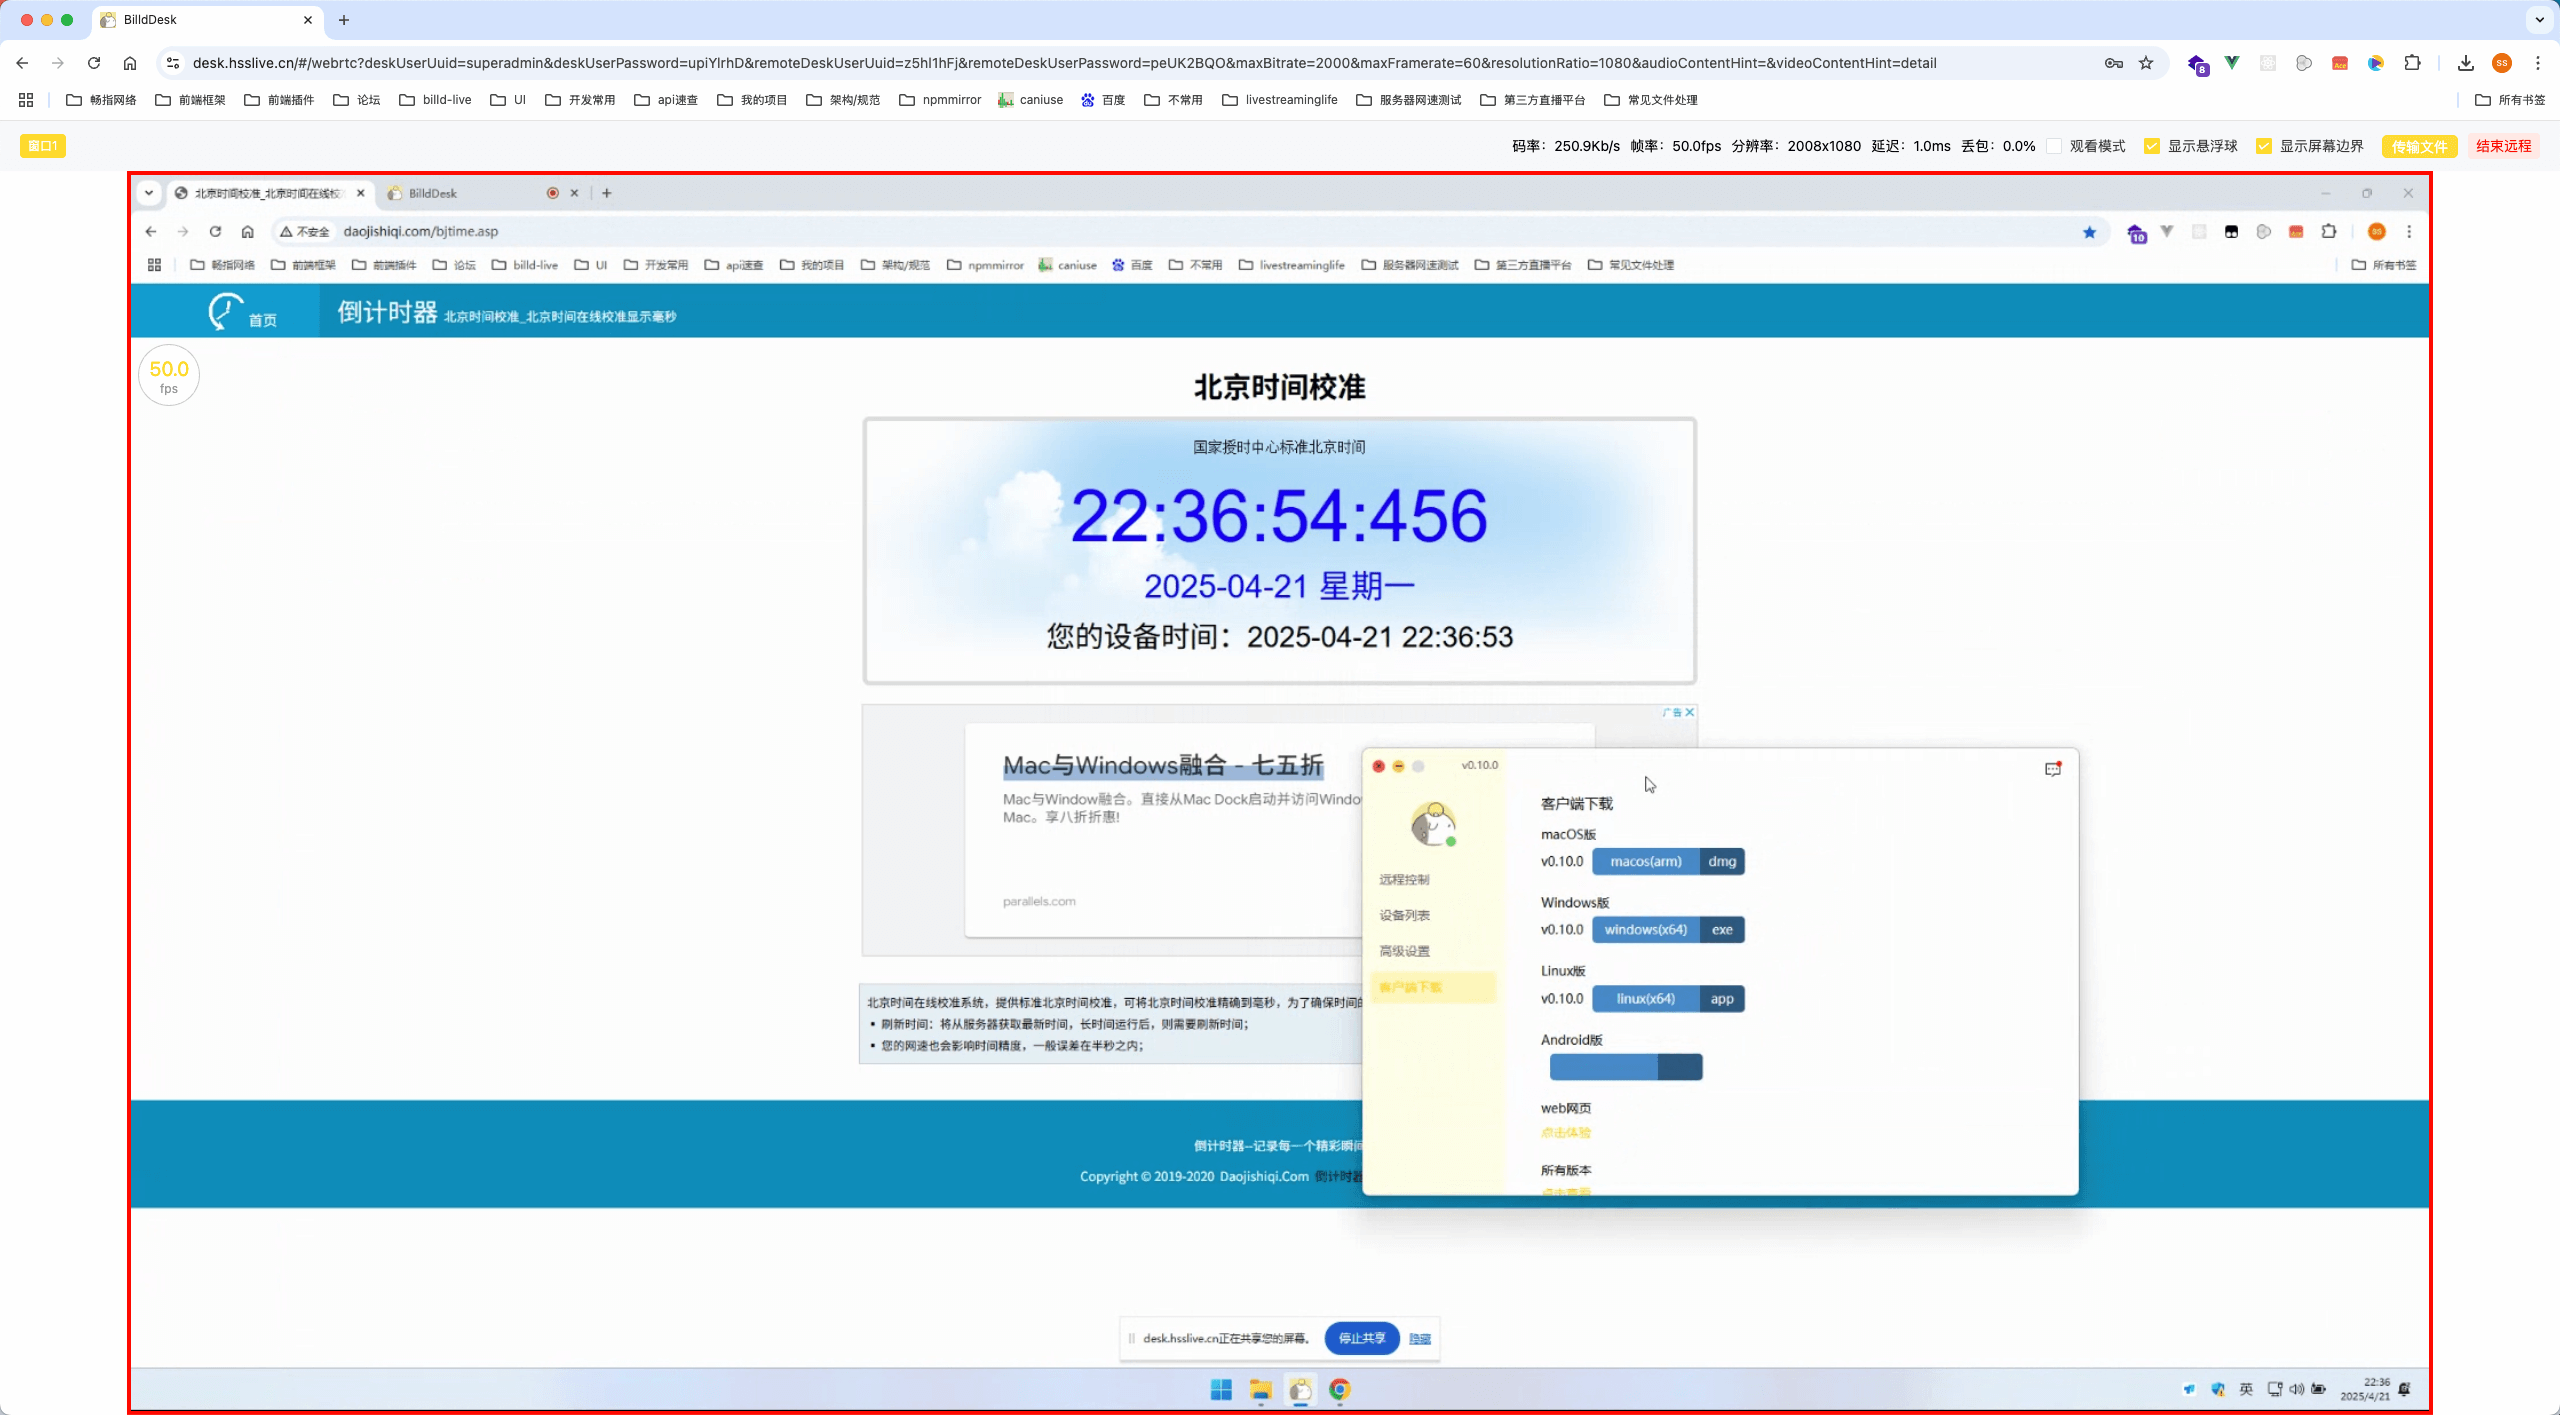 BilldDesk
desk.hsslive.cn/#/webrtc?deskUserUuid=superadmin&deskUserPassword=upiYlrhD&remoteDeskUserUuid=z5hl1hFj&remoteDeskUserPassword=peUK2BQO&maxBitrate=2000&maxFramerate=60&resolutionRatio=1080&audioContentHint=&videoContentHint=detail
8
Ace
SS
畅指网络 前端框架 前端插件 论坛 billd-live UI 开发常用 api速查 我的项目 架构/规范 npmmirror caniuse 百度 不常用 livestreaminglife 服务器网速测试 第三方直播平台 常见文件处理 所有书签
窗口1 码率：250.9Kb/s 帧率：50.0fps 分辨率：2008x1080 延迟：1.0ms 丢包：0.0% 观看模式 显示悬浮球 显示屏幕边界 传输文件 结束远程
北京时间校准_北京时间在线校 BilldDesk
不安全 daojishiqi.com/bjtime.asp
10
SS
畅指网络 前端框架 前端插件 论坛 billd-live UI 开发常用 api速查 我的项目 架构/规范 npmmirror caniuse 百度 不常用 livestreaminglife 服务器网速测试 第三方直播平台 常见文件处理 所有书签
首页 倒计时器 北京时间校准_北京时间在线校准显示毫秒
50.0
fps
北京时间校准
国家授时中心标准北京时间
22:36:54:456
2025-04-21 星期一
您的设备时间：2025-04-21 22:36:53
广告
Mac与Windows融合 - 七五折
Mac与Window融合。直接从Mac Dock启动并访问Windo
Mac。享八折折惠!
parallels.com
北京时间在线校准系统，提供标准北京时间校准，可将北京时间校准精确到毫秒，为了确保时间的
• 刷新时间：将从服务器获取最新时间，长时间运行后，则需要刷新时间；
• 您的网速也会影响时间精度，一般误差在半秒之内；
v0.10.0
远程控制
设备列表
高级设置
客户端下载
客户端下载
macOS版
v0.10.0 macos(arm) dmg
Windows版
v0.10.0 windows(x64) exe
Linux版
v0.10.0 linux(x64) app
Android版
web网页
点击体验
所有版本
点击查看
倒计时器--记录每一个精彩瞬间
Copyright © 2019-2020 Daojishiqi.Com 倒计时器
desk.hsslive.cn正在共享您的屏幕。 停止共享 隐藏
英
22:36
2025/4/21